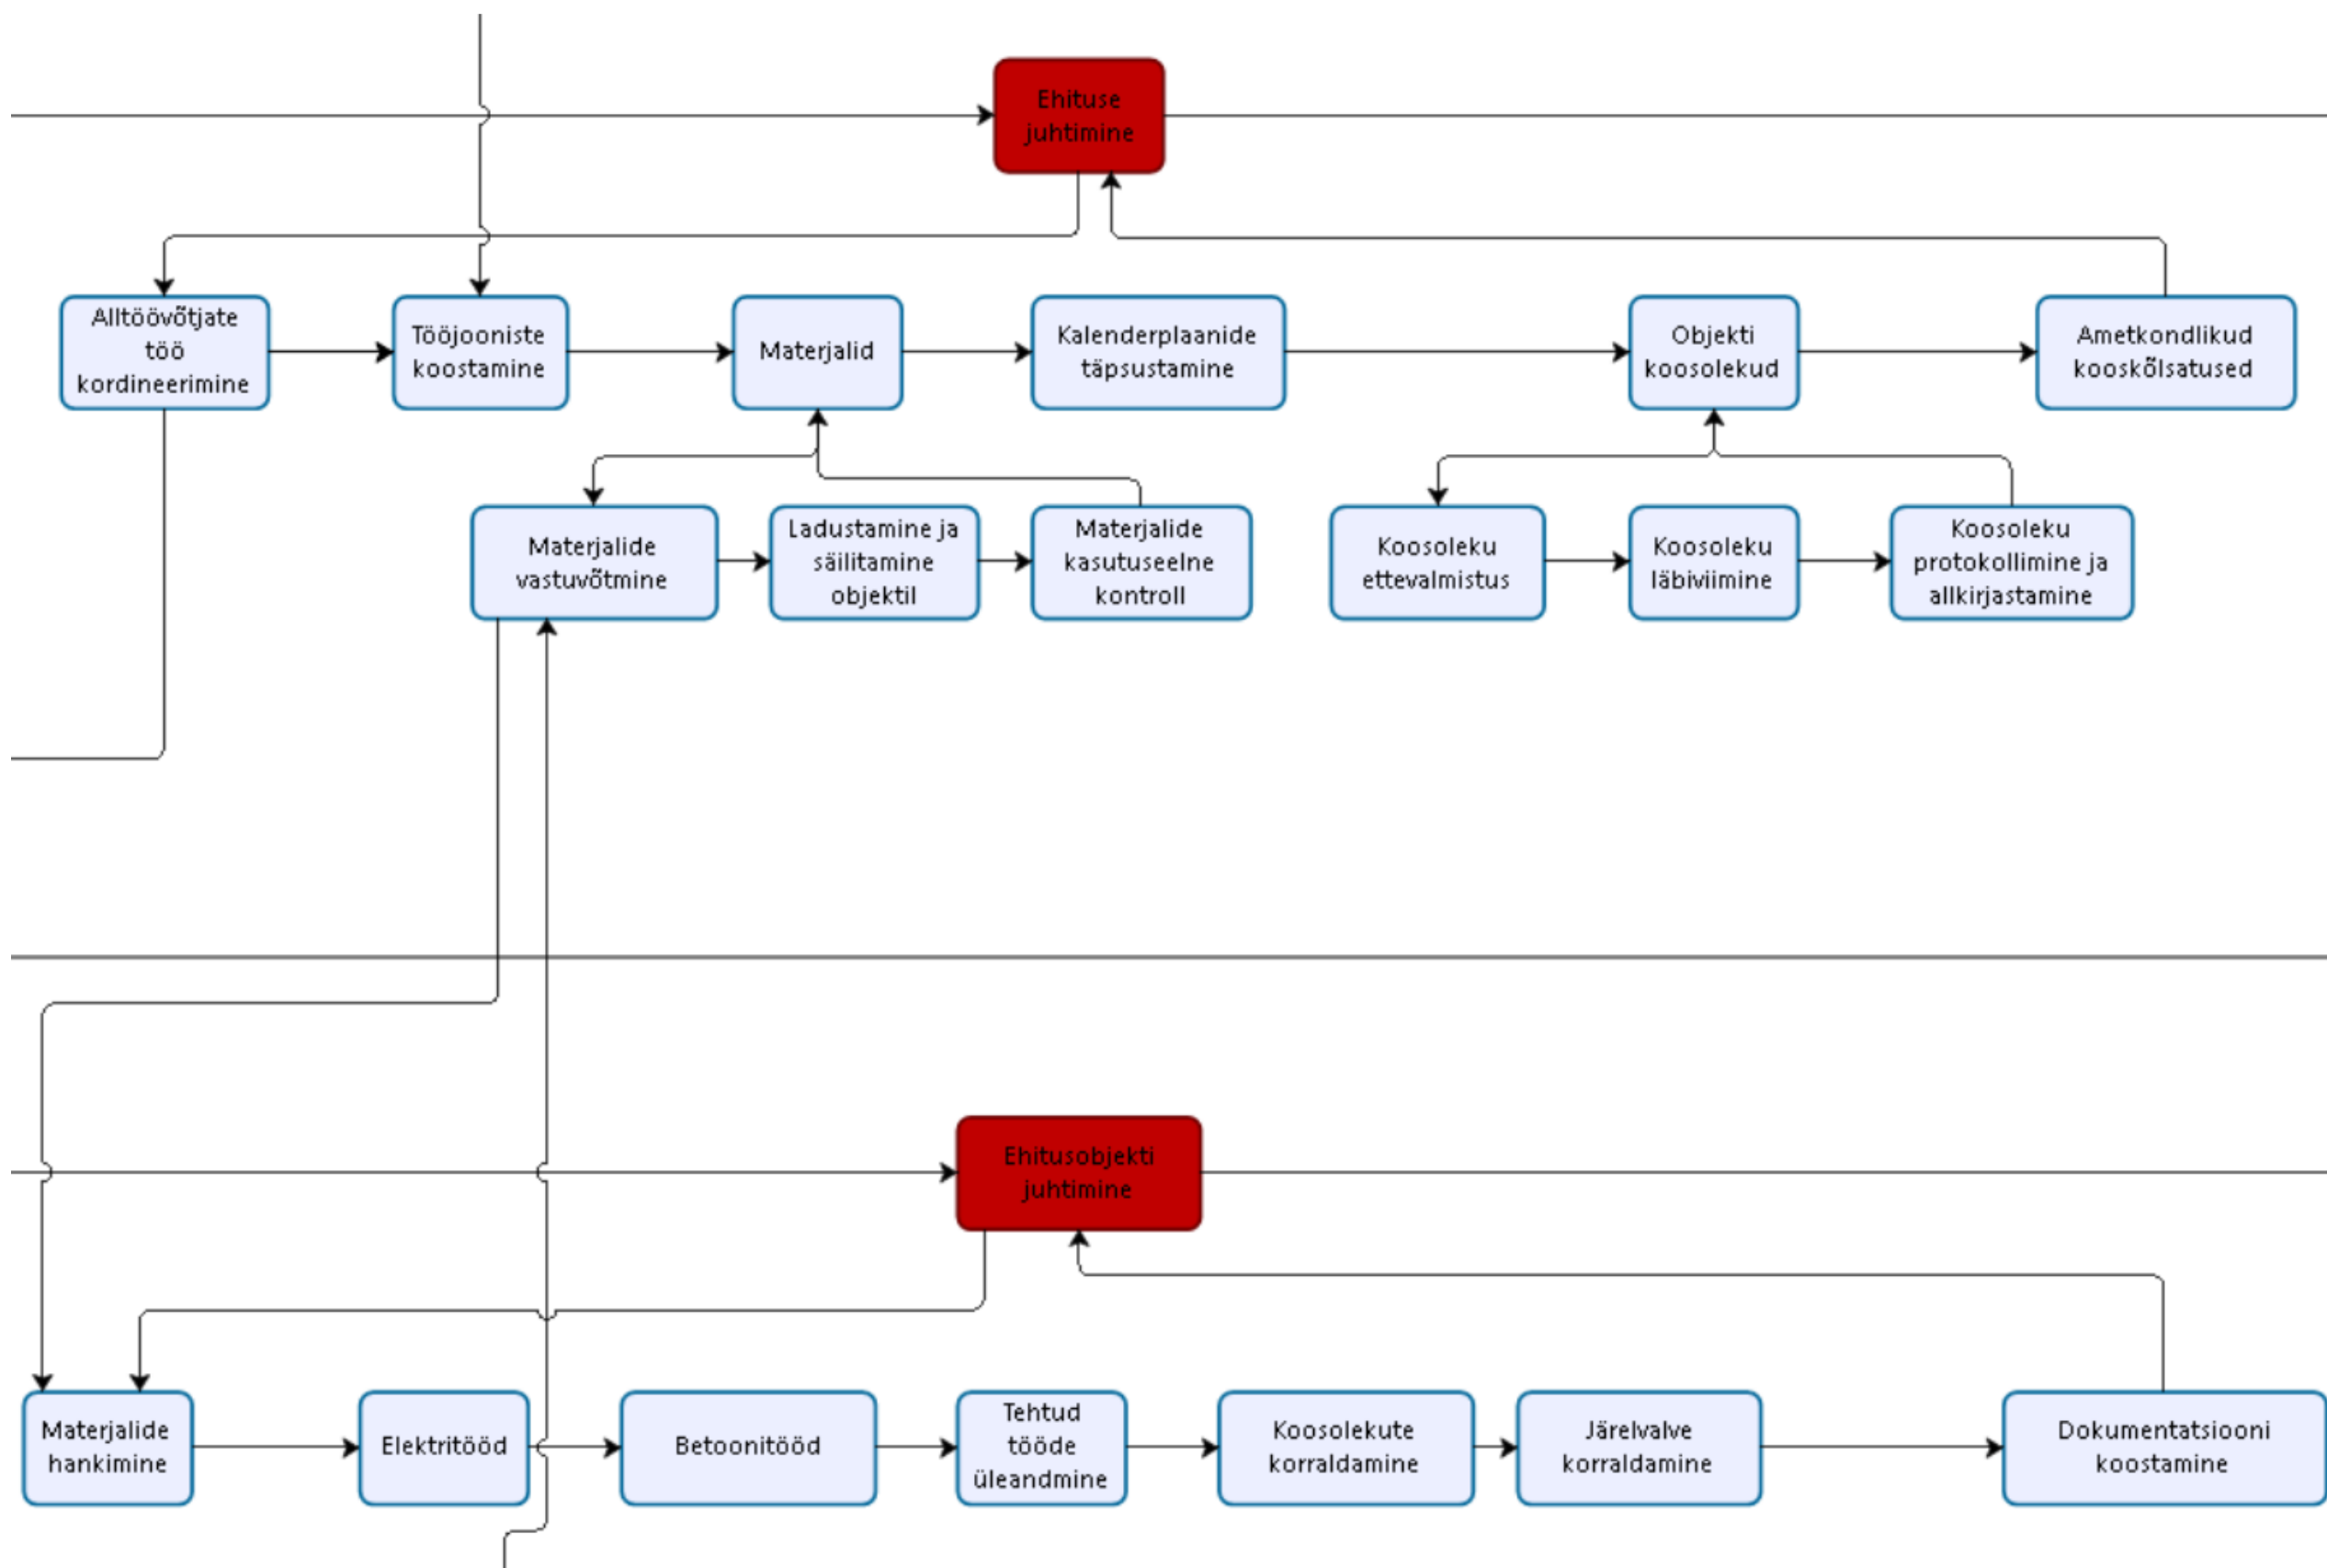 Ehituse
juhtimine
Alltöövõtjate
töö
kordineerimine
Tööjooniste
koostamine
Materjalid
Kalenderplaanide
täpsustamine
Objekti
koosolekud
Ametkondlikud
kooskõlsatused
Materjalide
vastuvõtmine
Ladustamine ja
säilitamine
objektil
Materjalide
kasutuseelne
kontroll
Koosoleku
ettevalmistus
Koosoleku
läbiviimine
Koosoleku
protokollimine ja
allkirjastamine
Ehitusobjekti
juhtimine
Materjalide
hankimine
Elektritööd
Betoonitööd
Tehtud
tööde
üleandmine
Koosolekute
korraldamine
Järelvalve
korraldamine
Dokumentatsiooni
koostamine